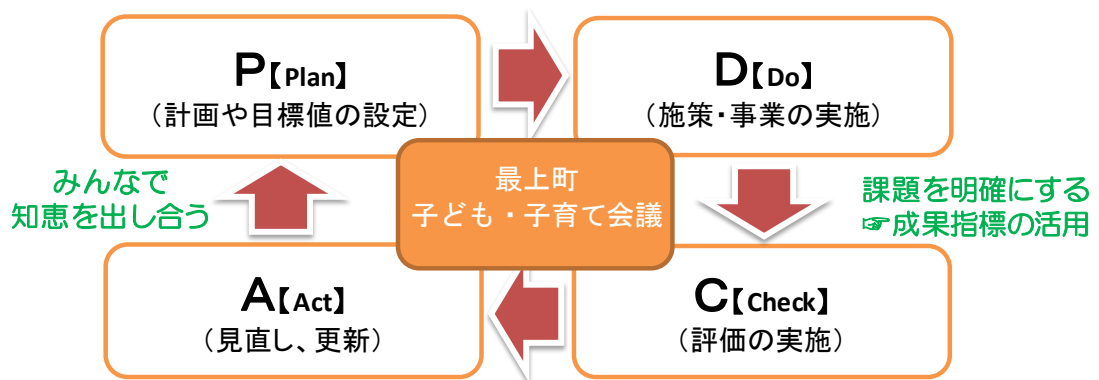 P【Plan】
（計画や目標値の設定）
D【Do】
（施策・事業の実施）
最上町
子ども・子育て会議
みんなで
知恵を出し合う
課題を明確にする
☞成果指標の活用
A【Act】
（見直し、更新）
C【Check】
（評価の実施）